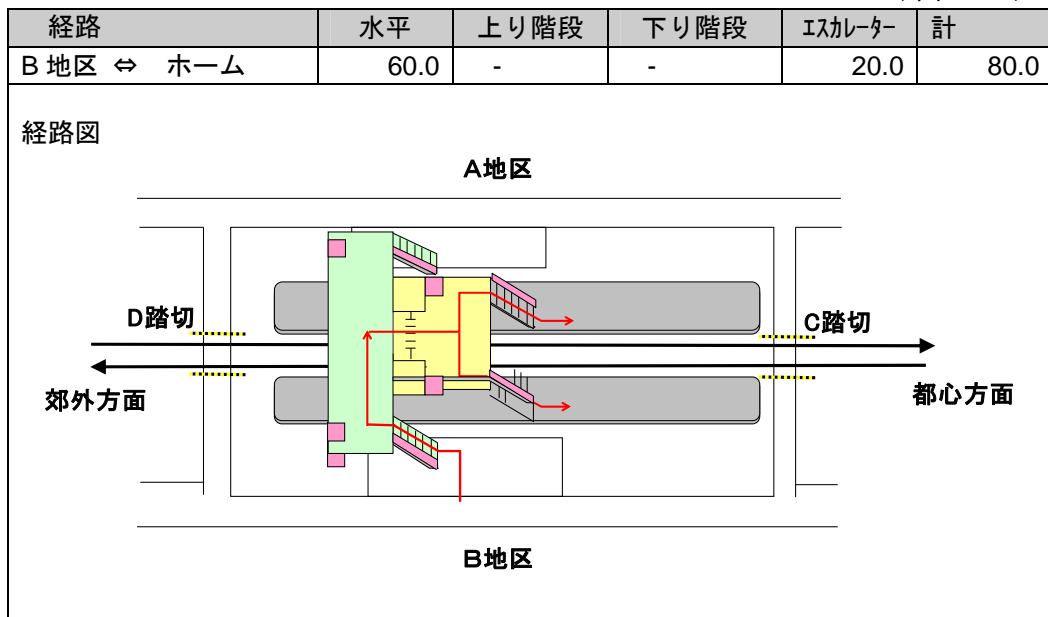 経路 水平 上り階段 下り階段 ｴｽｶﾚｰﾀｰ 計
B 地区 ⇔ ホーム 60.0 - - 20.0 80.0
経路図
A地区
D踏切 C踏切
郊外方面 都心方面
B地区